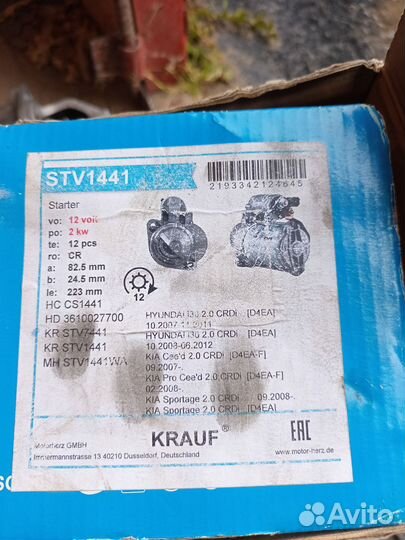 STV1441
2193342124645
Starter
vo: 12 volt
po: 2 kw
te: 12 pcs
ro: CR
a: 82.5 mm
b: 24.5 mm
le: 223 mm
12
HC CS1441
HD 3610027700
KR STV1441
KR STV1441
MH STV1441WA
HYUNDAI I30 2.0 CRDi .. [D4EA]
10.2007-11.2011
HYUNDAI I30 2.0 CRDi .. [D4EA-F]
10.2008-06.2012
KIA Cee'd 2.0 CRDi .. [D4EA-F]
09.2007-.
KIA Pro Cee'd 2.0 CRDi .. [D4EA-F]
02.2008-.
KIA Sportage 2.0 CRDi .. 09.2008-.
KIA Sportage 2.0 CRDi .. [D4EA]
KRAUF®
EAC
Motorherz GMBH
Immermannstrasse 13 40210 Dusseldorf, Deutschland
www.motor-herz.de
Avito